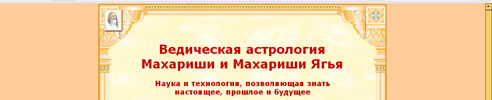 Ведическая астрология
Махариши и Махариши Ягья
Наука и технология, позволяющая знать
настоящее, прошлое и будущее